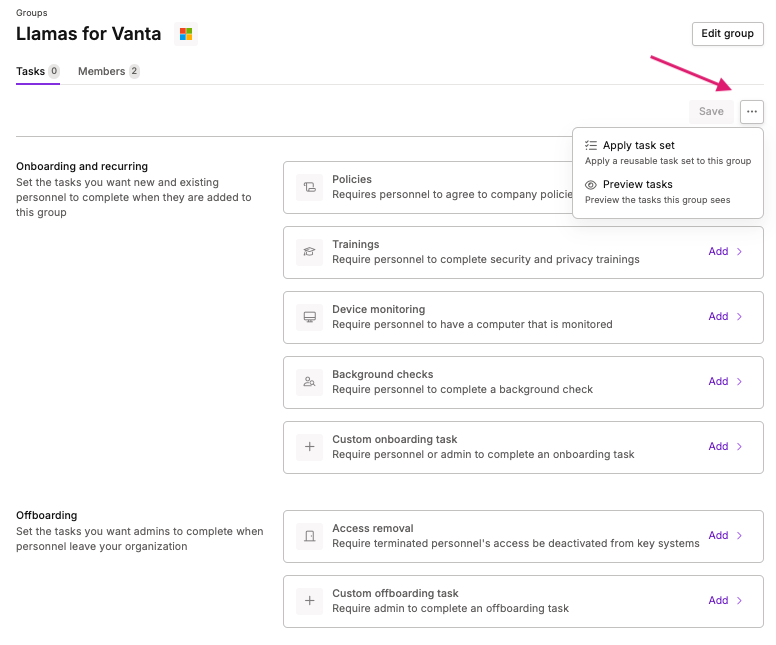 Groups
Llamas for Vanta
Edit group
Tasks 0 Members 2
Save ...
Apply task set
Apply a reusable task set to this group
Preview tasks
Preview the tasks this group sees
Onboarding and recurring
Set the tasks you want new and existing
personnel to complete when they are added to
this group
Policies
Requires personnel to agree to company policie
Trainings
Require personnel to complete security and privacy trainings
Add
Device monitoring
Require personnel to have a computer that is monitored
Add
Background checks
Require personnel to complete a background check
Add
Custom onboarding task
Require personnel or admin to complete an onboarding task
Add
Offboarding
Set the tasks you want admins to complete when
personnel leave your organization
Access removal
Require terminated personnel's access be deactivated from key systems
Add
Custom offboarding task
Require admin to complete an offboarding task
Add